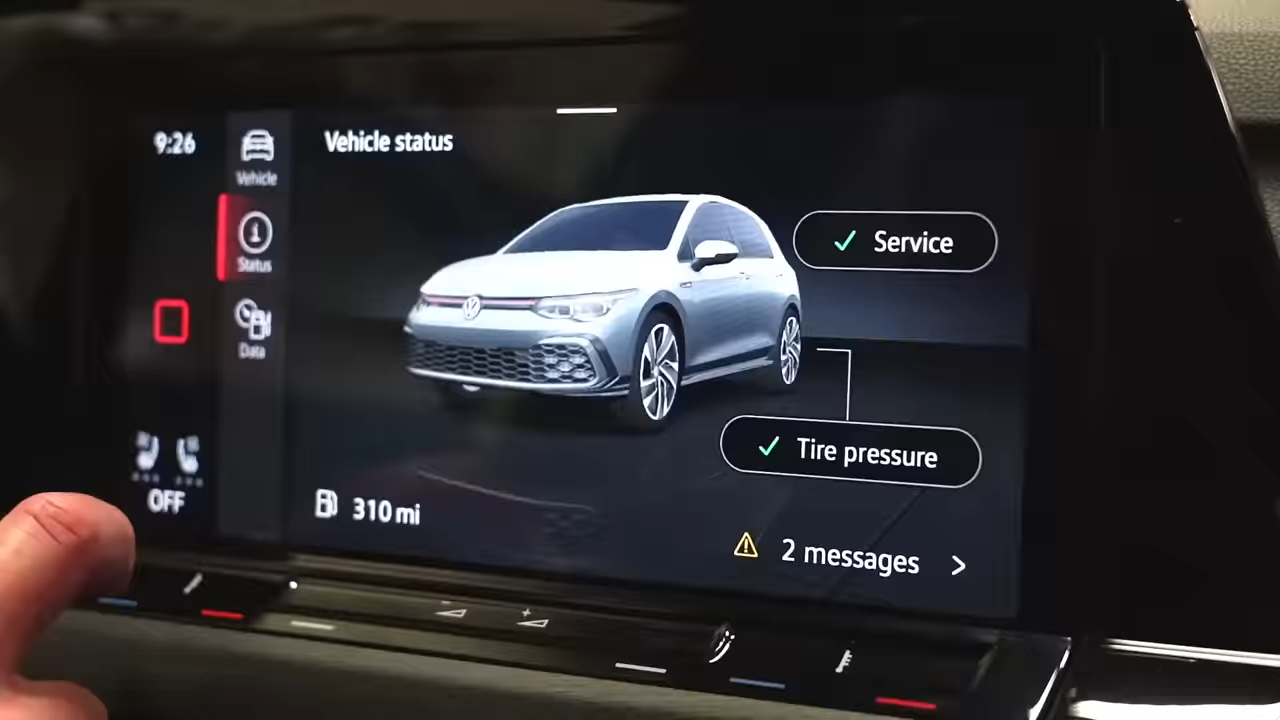 9:26
Vehicle
Status
Data
OFF
Vehicle status
Service
Tire pressure
310 mi
2 messages